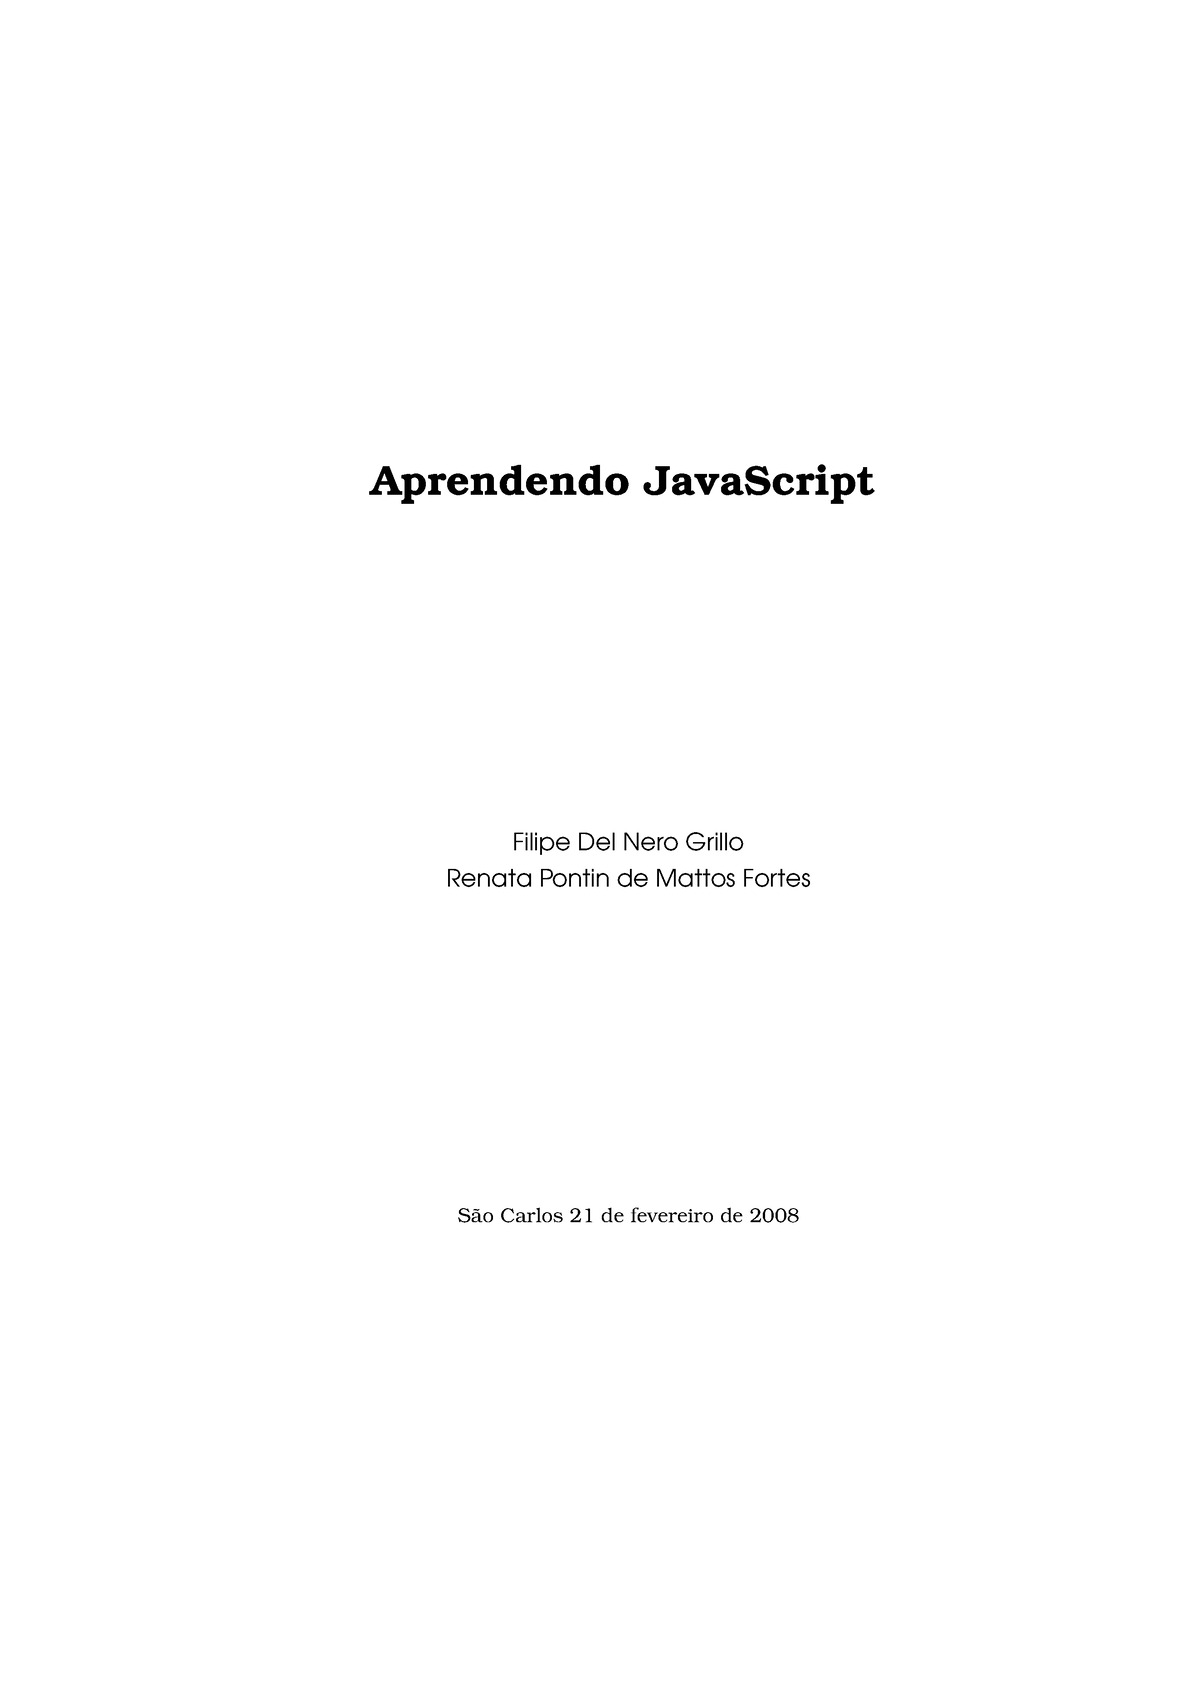 Aprendendo JavaScript
Filipe Del Nero Grillo
Renata Pontin de Mattos Fortes
São Carlos 21 de fevereiro de 2008